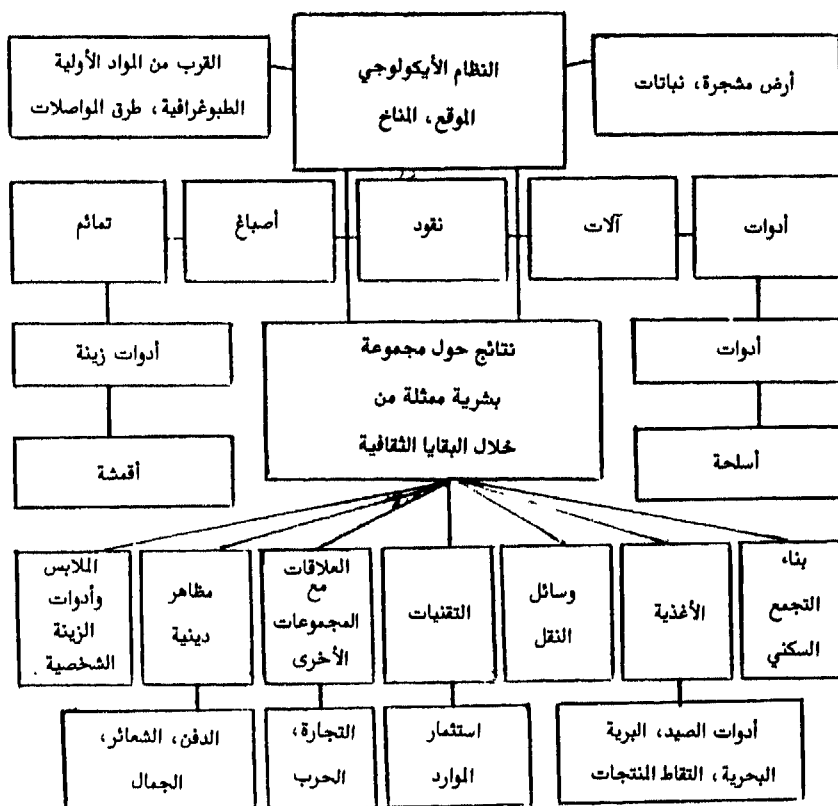 النظام الأيكولوجي
الموقع، المناخ
القرب من المواد الأولية
الطبوغرافية، طرق المواصلات
أرض مشجرة، نباتات
أدوات
آلات
نقود
أصباغ
تمائم
أدوات
أدوات زينة
أسلحة
أقمشة
نتائج حول مجموعة
بشرية ممثلة من
خلال البقايا الثقافية
بناء
التجمع
السكني
الأغذية
وسائل
النقل
التقنيات
العلاقات
مع
المجموعات
الأخرى
مظاهر
دينية
الملابس
وأدوات
الزينة
الشخصية
أدوات الصيد، البرية
البحرية، التقاط المنتجات
استثمار
الموارد
التجارة،
الحرب
الدفن، الشعائر،
الجمال